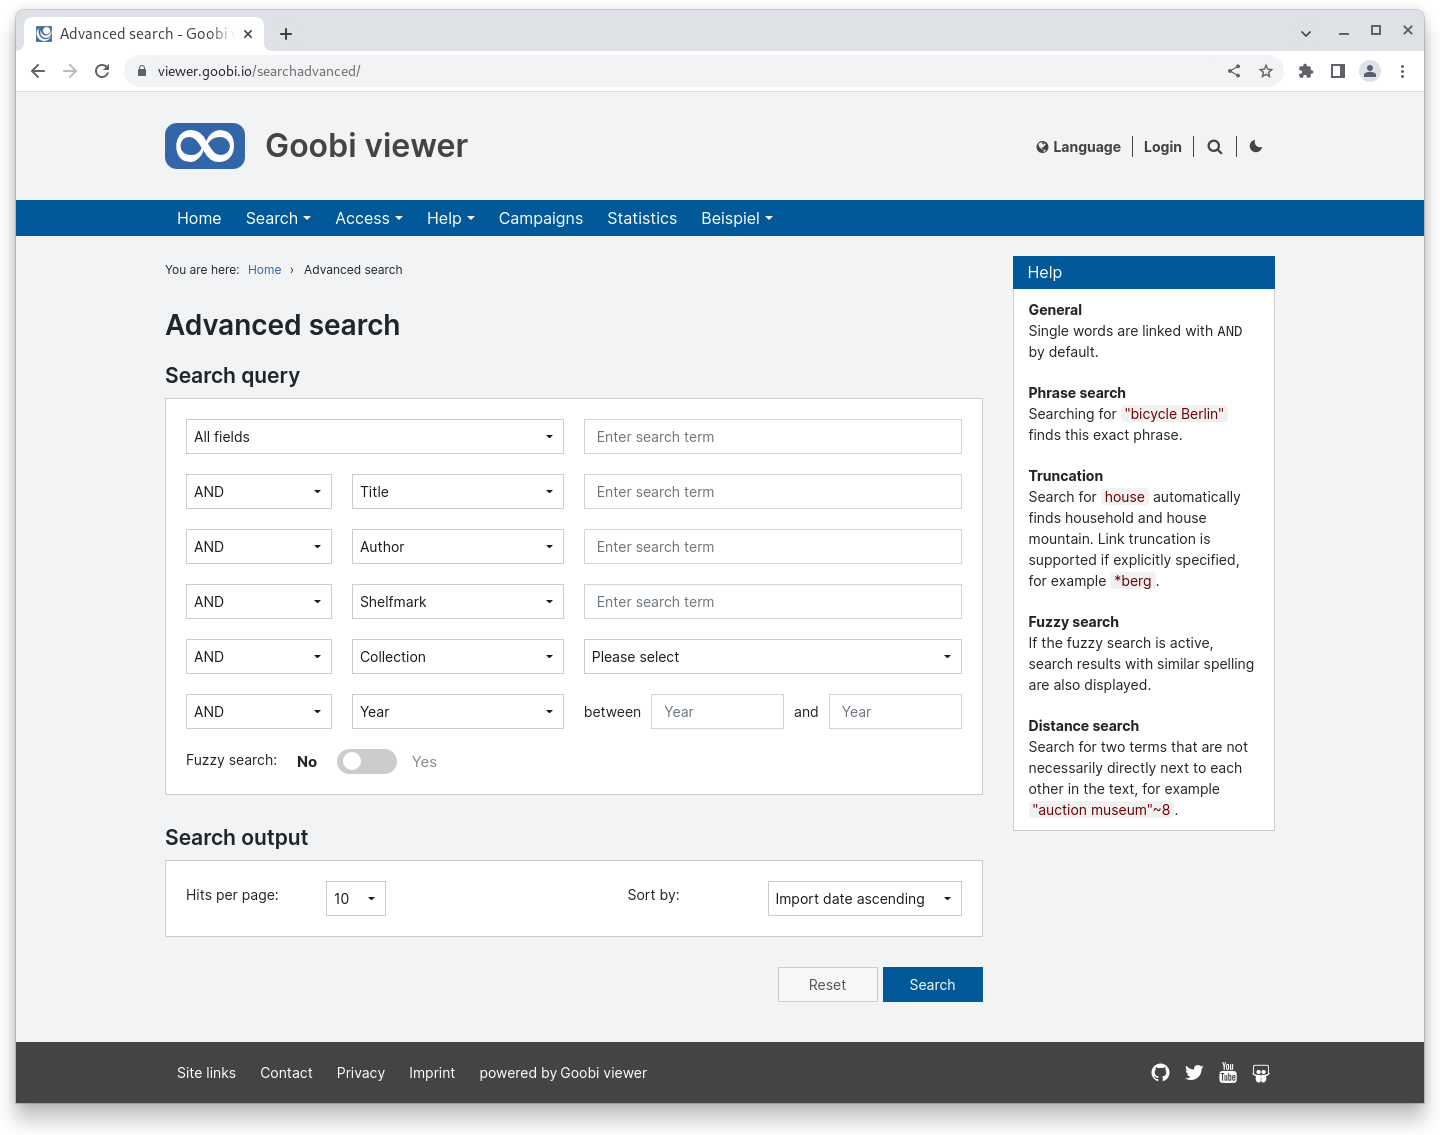 Advanced search - Goobi v
viewer.goobi.io/searchadvanced/
Goobi viewer
Language Login
Home Search Access Help Campaigns Statistics Beispiel
You are here: Home › Advanced search
Advanced search
Search query
All fields Enter search term
AND Title Enter search term
AND Author Enter search term
AND Shelfmark Enter search term
AND Collection Please select
AND Year between Year and Year
Fuzzy search: No Yes
Search output
Hits per page: 10 Sort by: Import date ascending
Reset Search
Help
General
Single words are linked with AND
by default.
Phrase search
Searching for "bicycle Berlin"
finds this exact phrase.
Truncation
Search for house automatically
finds household and house
mountain. Link truncation is
supported if explicitly specified,
for example *berg .
Fuzzy search
If the fuzzy search is active,
search results with similar spelling
are also displayed.
Distance search
Search for two terms that are not
necessarily directly next to each
other in the text, for example
"auction museum"~8 .
Site links Contact Privacy Imprint powered by Goobi viewer
You
Tube